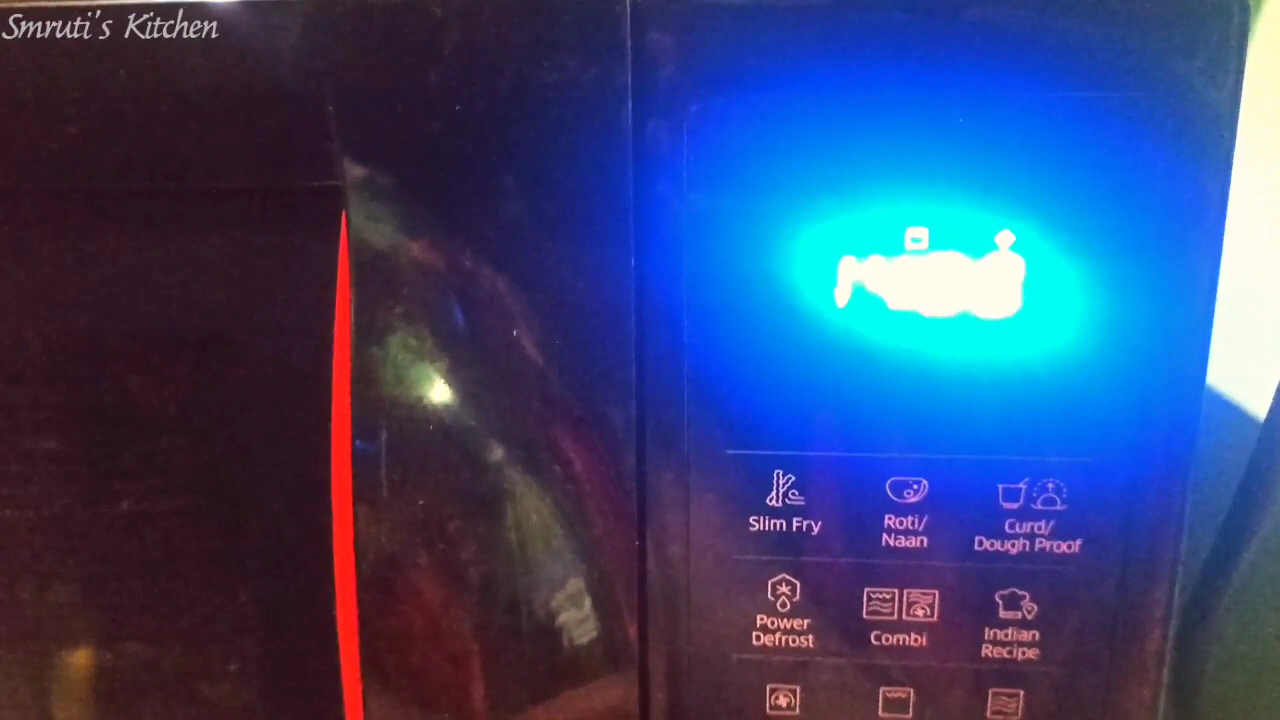 Smruti's Kitchen
Slim Fry
Roti/
Naan
Curd/
Dough Proof
Power
Defrost
Combi
Indian
Recipe